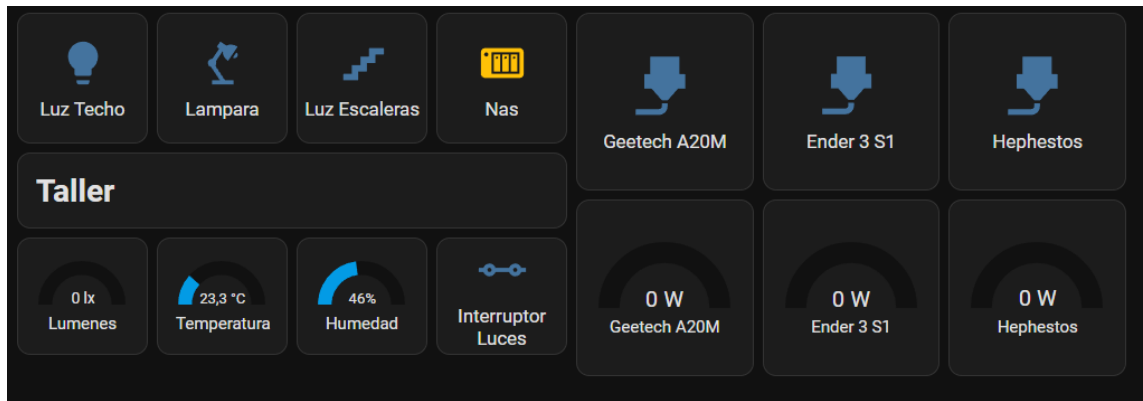 Luz Techo
Lampara
Luz Escaleras
Nas
Geetech A20M
Ender 3 S1
Hephestos
Taller
0 lx
Lumenes
23,3 °C
Temperatura
46%
Humedad
Interruptor
Luces
0 W
Geetech A20M
0 W
Ender 3 S1
0 W
Hephestos